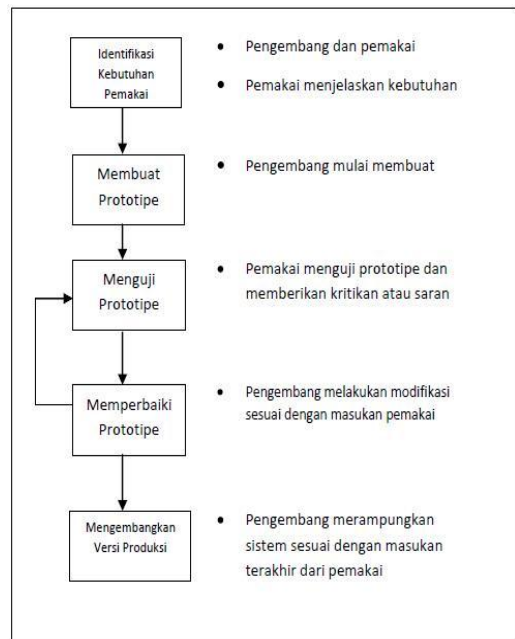 Identifikasi
Kebutuhan
Pemakai
• Pengembang dan pemakai
• Pemakai menjelaskan kebutuhan
Membuat
Prototipe
• Pengembang mulai membuat
Menguji
Prototipe
• Pemakai menguji prototipe dan
memberikan kritikan atau saran
Memperbaiki
Prototipe
• Pengembang melakukan modifikasi
sesuai dengan masukan pemakai
Mengembangkan
Versi Produksi
• Pengembang merampungkan
sistem sesuai dengan masukan
terakhir dari pemakai